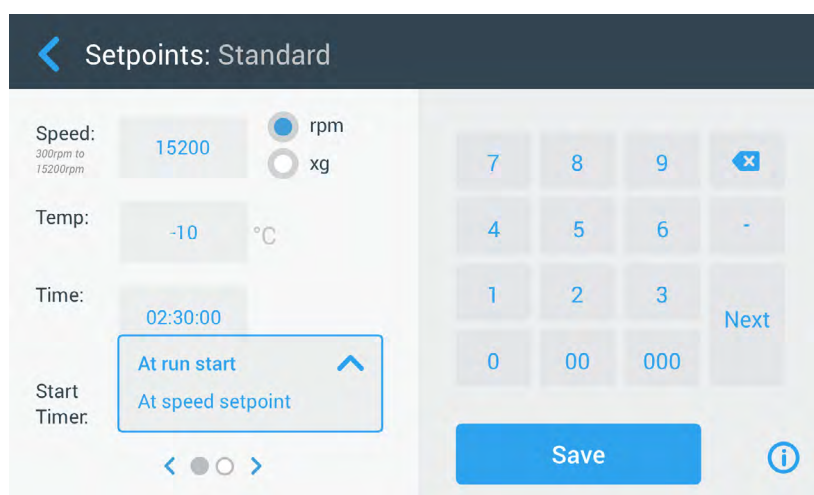 Setpoints: Standard
Speed:
300rpm to
15200rpm
15200
rpm
xg
Temp:
-10
°C
Time:
02:30:00
Start
Timer:
At run start
At speed setpoint
7 8 9
4 5 6 -
1 2 3
Next
0 00 000
Save